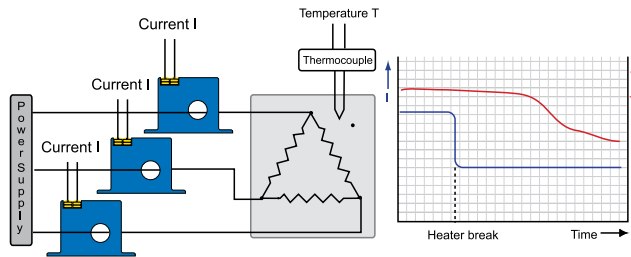 Current I
Temperature T
Thermocouple
Current I
Current I
Power Supply
I
Heater break
Time